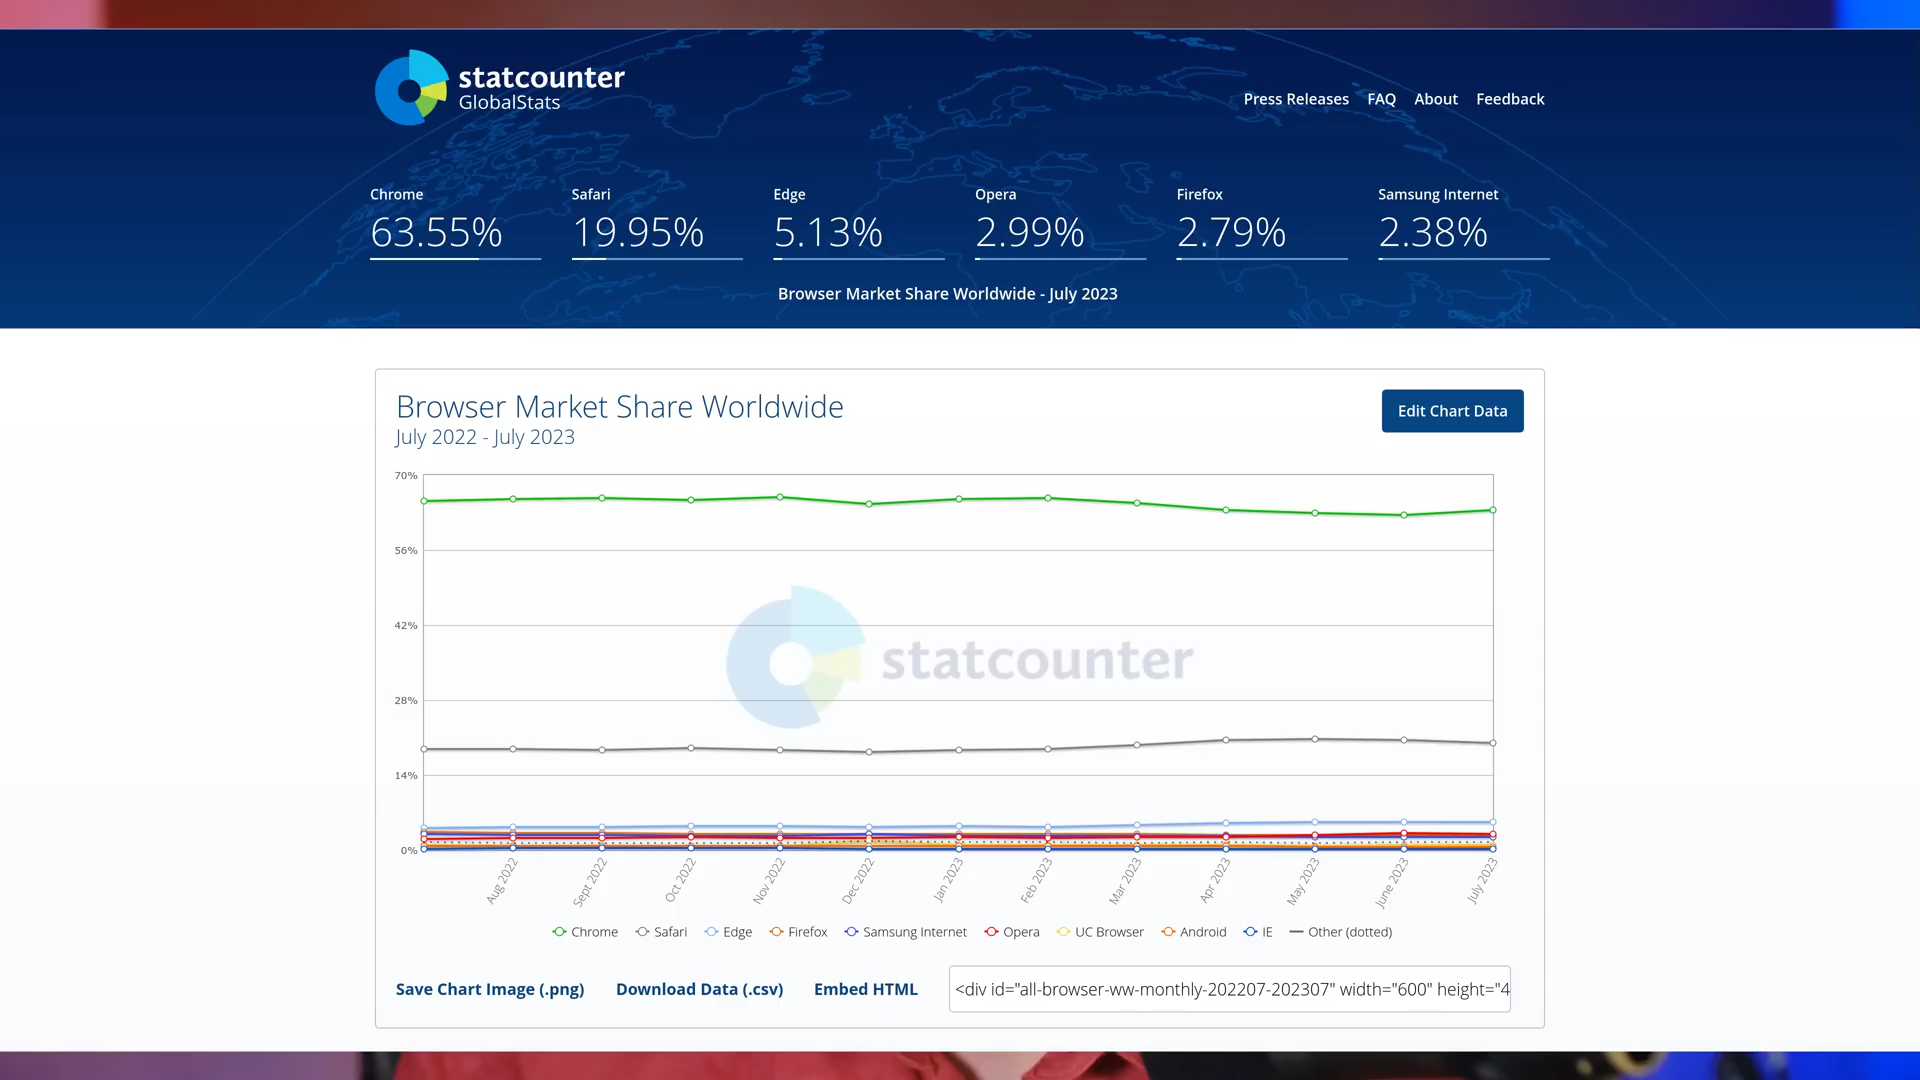 statcounter
GlobalStats
Press Releases FAQ About Feedback
Chrome Safari Edge Opera Firefox Samsung Internet
63.55% 19.95% 5.13% 2.99% 2.79% 2.38%
Browser Market Share Worldwide - July 2023
Browser Market Share Worldwide
Edit Chart Data
July 2022 - July 2023
70%
56%
42%
statcounter
28%
14%
0%
Aug 2022 Sept 2022 Oct 2022 Nov 2022 Dec 2022 Jan 2023 Feb 2023 Mar 2023 Apr 2023 May 2023 June 2023 July 2023
Chrome Safari Edge Firefox Samsung Internet Opera UC Browser Android IE Other (dotted)
Save Chart Image (.png) Download Data (.csv) Embed HTML <div id="all-browser-ww-monthly-202207-202307" width="600" height="4